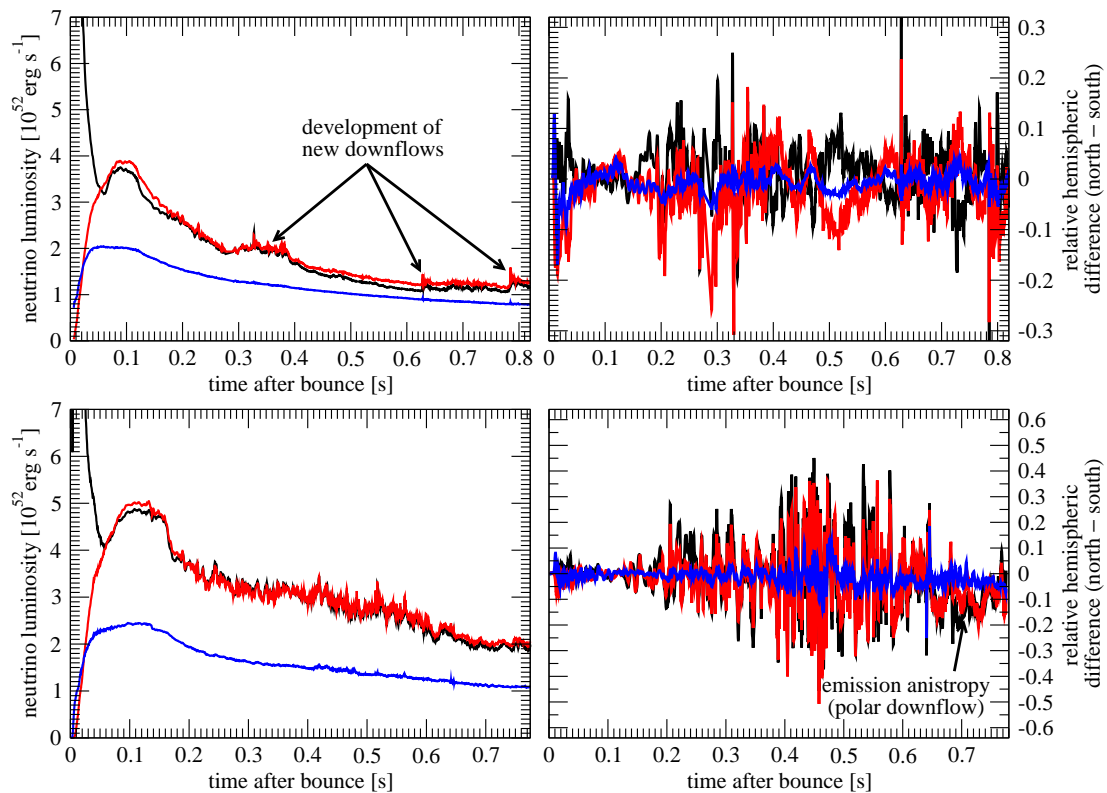 neutrino luminosity [10^52 erg s^-1]
7
6
5
4
3
2
1
0
development of
new downflows
0 0.1 0.2 0.3 0.4 0.5 0.6 0.7 0.8
time after bounce [s]
0.3
0.2
0.1
0
-0.1
-0.2
-0.3
relative hemispheric
difference (north − south)
0.1 0.2 0.3 0.4 0.5 0.6 0.7 0.8
time after bounce [s]
neutrino luminosity [10^52 erg s^-1]
7
6
5
4
3
2
1
0
0 0.1 0.2 0.3 0.4 0.5 0.6 0.7
time after bounce [s]
0.6
0.5
0.4
0.3
0.2
0.1
0
-0.1
-0.2
-0.3
-0.4
-0.5
-0.6
relative hemispheric
difference (north − south)
emission anistropy
(polar downflow)
0.1 0.2 0.3 0.4 0.5 0.6 0.7
time after bounce [s]